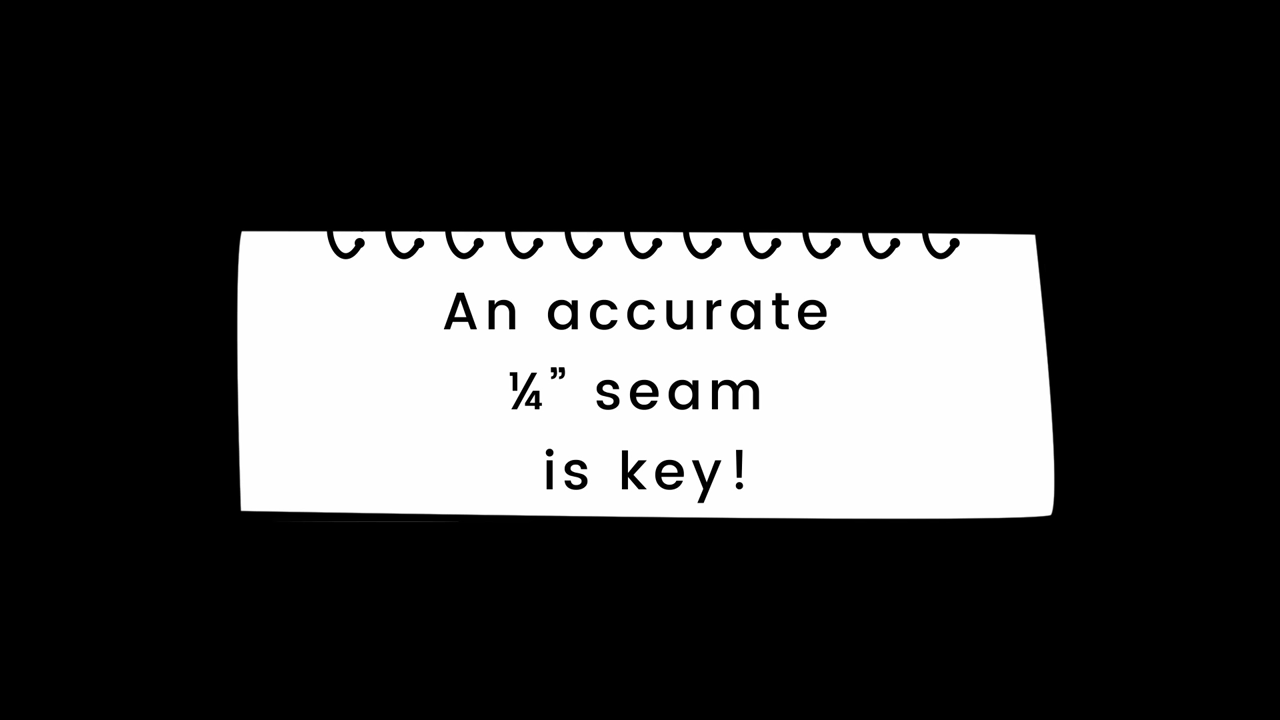 An accurate
¼” seam
is key!